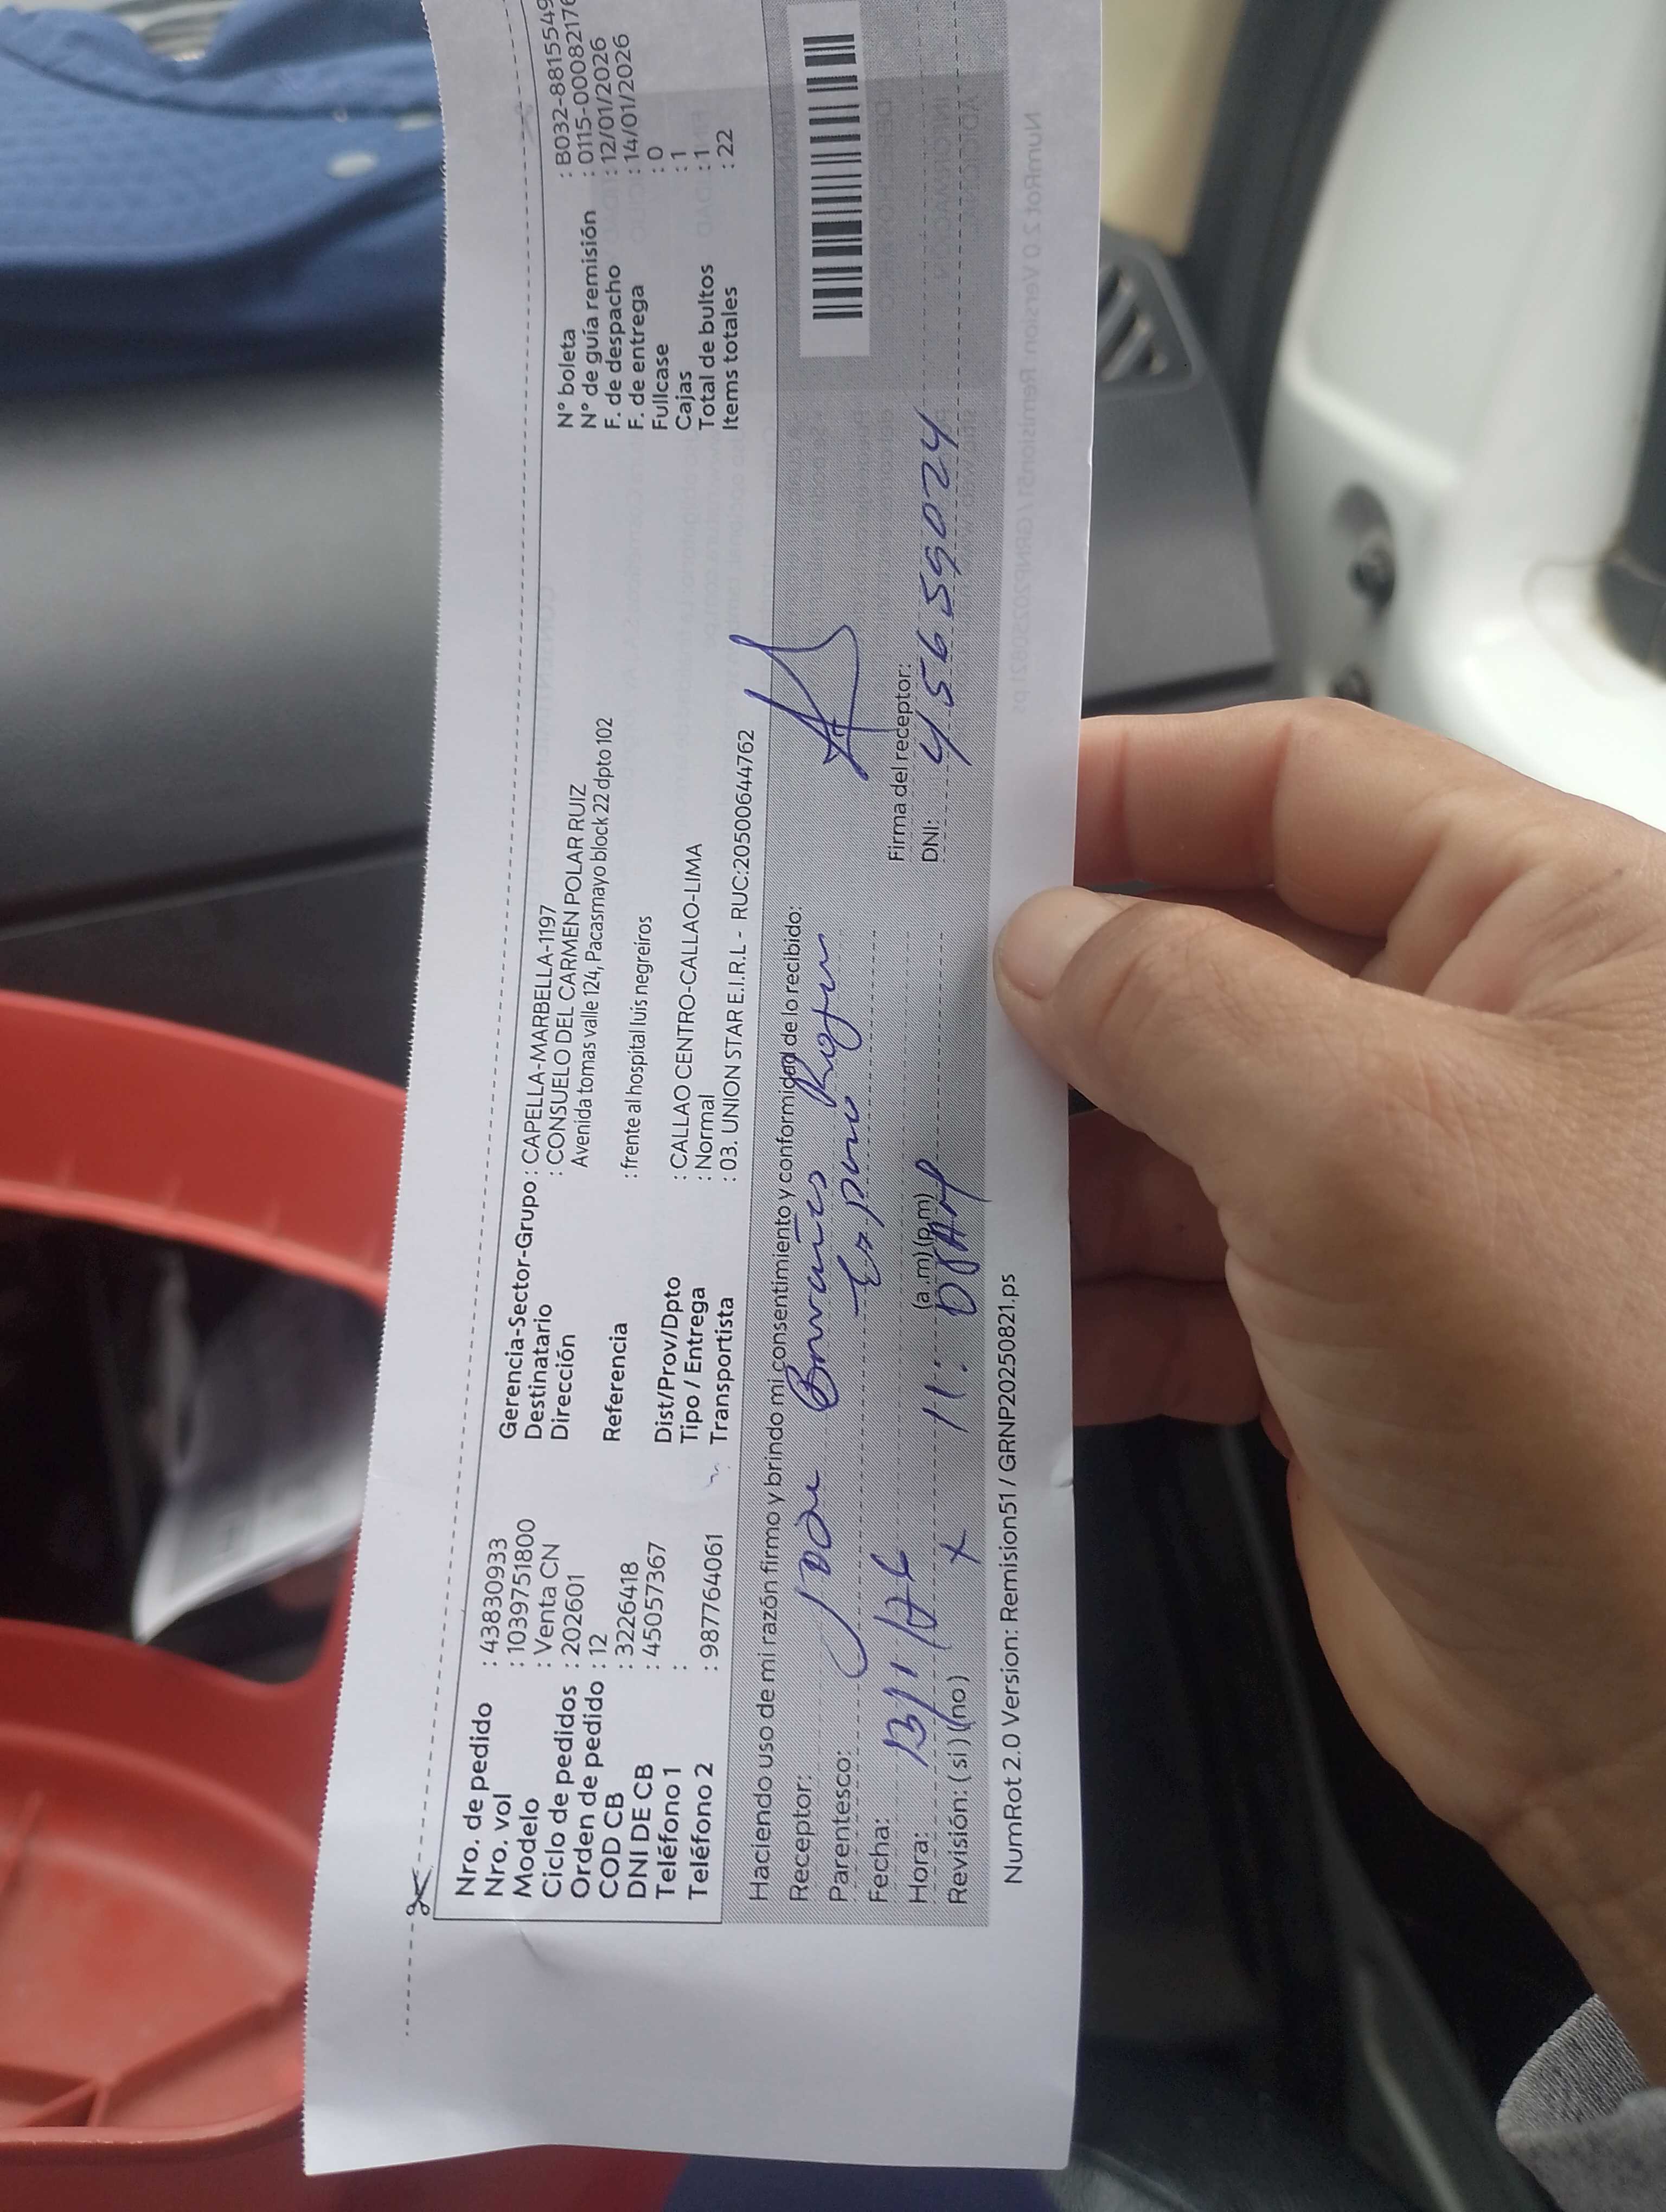 Nro. de pedido : 43830933
Nro. vol : 1039751800
Modelo : Venta CN
Ciclo de pedidos : 202601
Orden de pedido : 12
COD CB : 3226418
DNI DE CB : 45057367
Teléfono 1 :
Teléfono 2 : 987764061
Gerencia-Sector-Grupo : CAPELLA-MARBELLA-1197
Destinatario : CONSUELO DEL CARMEN POLAR RUIZ
Dirección Avenida tomas valle 124, Pacasmayo block 22 dpto 102
Referencia : frente al hospital luis negreiros
Dist/Prov/Dpto : CALLAO CENTRO-CALLAO-LIMA
Tipo / Entrega : Normal
Transportista : 03. UNION STAR E.I.R.L - RUC:20500644762
N° boleta : B032-8815549
N° de guía remisión : 0115-00082176
F. de despacho : 12/01/2026
F. de entrega : 14/01/2026
Fullcase : 0
Cajas : 1
Total de bultos : 1
Items totales : 22
Haciendo uso de mi razón firmo y brindo mi consentimiento y conformidad de lo recibido:
Receptor:
Parentesco: Esposo
Fecha: 13/1/26
Firma del receptor:
Hora: 11: (a.m) (p.m)
DNI: 45659024
Revisión: (si) (no) X
NumRot 2.0 Version: Remision51 / GRNP20250821.ps